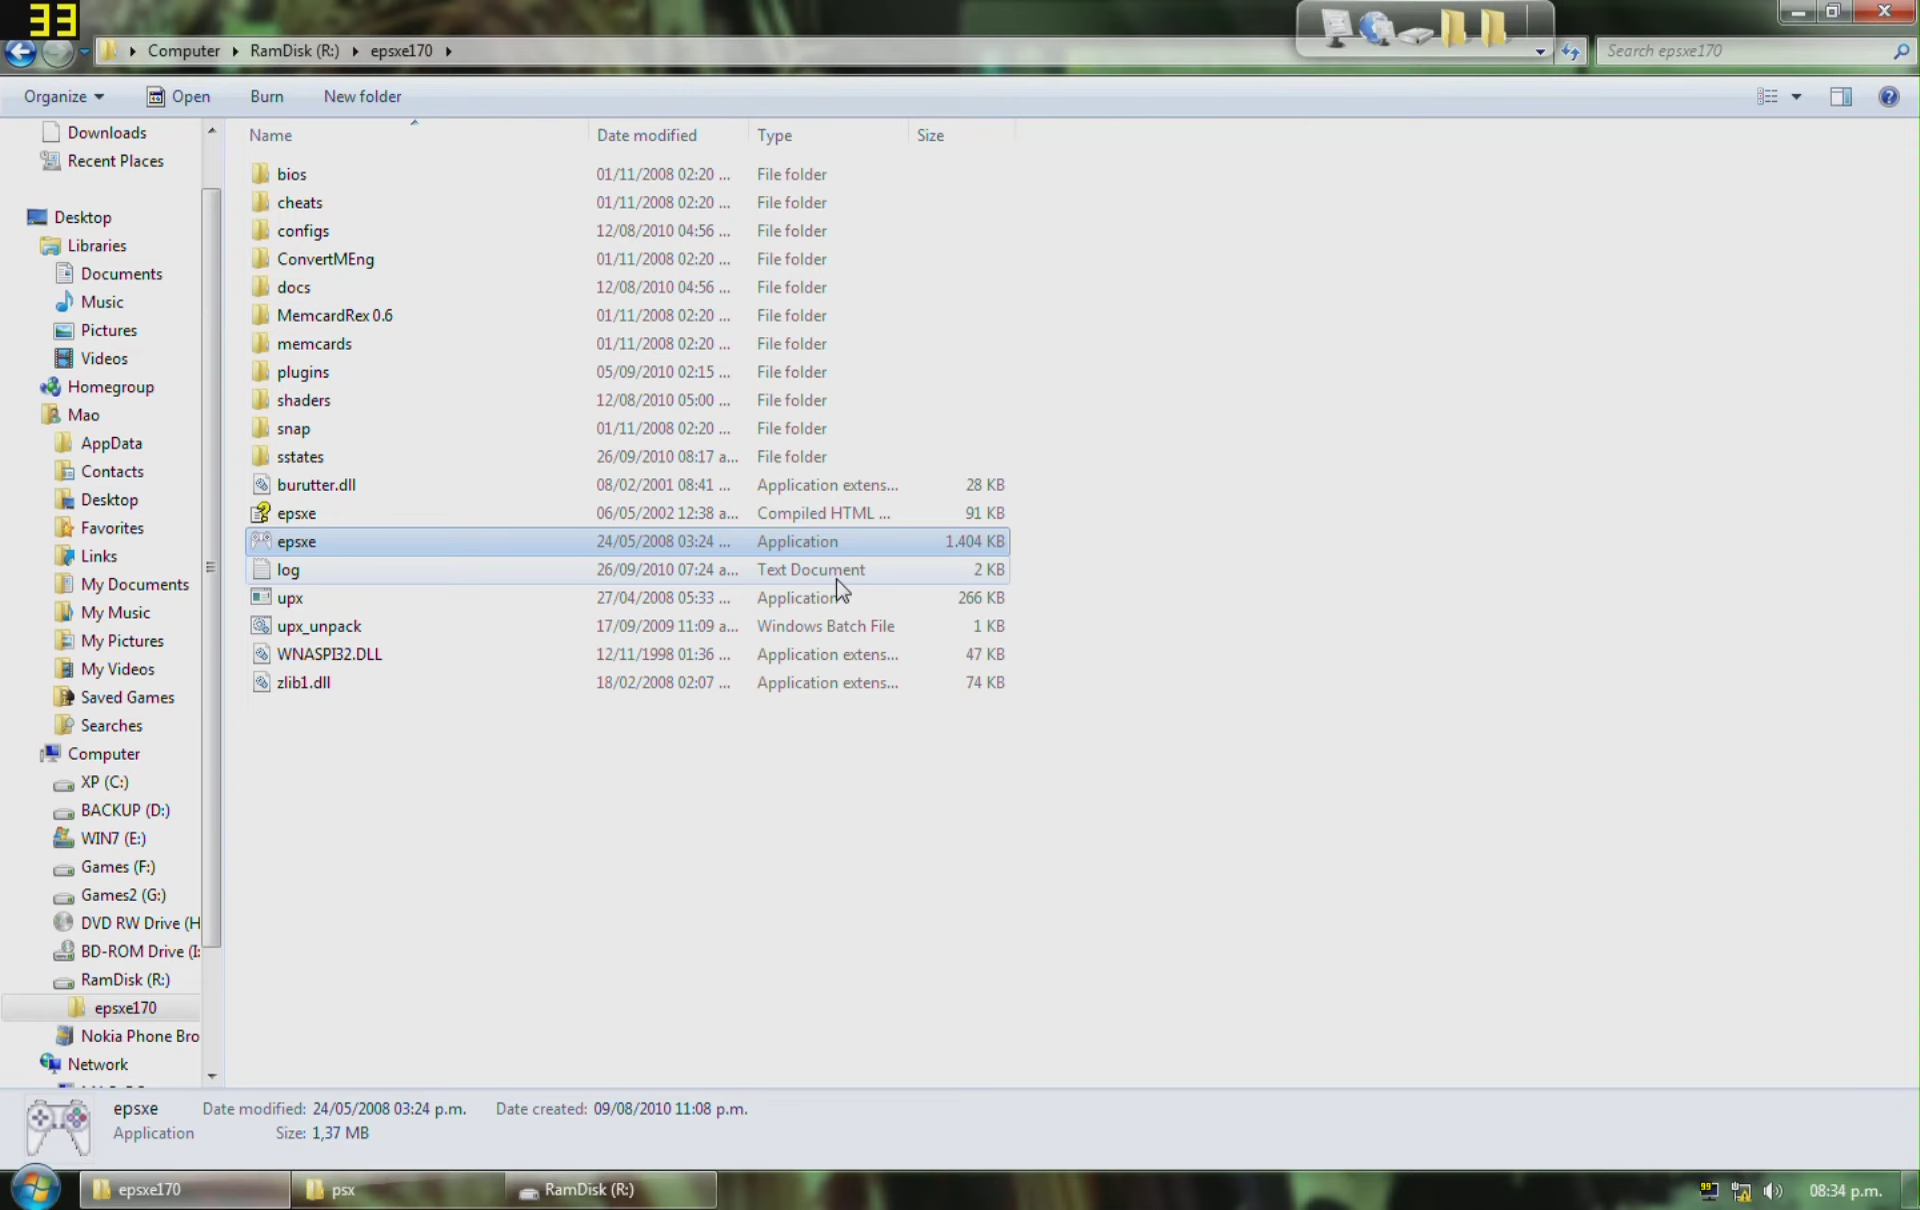 33
Computer RamDisk (R:) epsxe170
Search epsxe170
Organize Open Burn New folder
Name Date modified Type Size
Downloads
Recent Places
Desktop
Libraries
Documents
Music
Pictures
Videos
Homegroup
Mao
AppData
Contacts
Desktop
Favorites
Links
My Documents
My Music
My Pictures
My Videos
Saved Games
Searches
Computer
XP (C:)
BACKUP (D:)
WIN7 (E:)
Games (F:)
Games2 (G:)
DVD RW Drive (H
BD-ROM Drive (I:
RamDisk (R:)
epsxe170
Nokia Phone Bro
Network
bios 01/11/2008 02:20 ... File folder
cheats 01/11/2008 02:20 ... File folder
configs 12/08/2010 04:56 ... File folder
ConvertMEng 01/11/2008 02:20 ... File folder
docs 12/08/2010 04:56 ... File folder
MemcardRex 0.6 01/11/2008 02:20 ... File folder
memcards 01/11/2008 02:20 ... File folder
plugins 05/09/2010 02:15 ... File folder
shaders 12/08/2010 05:00 ... File folder
snap 01/11/2008 02:20 ... File folder
sstates 26/09/2010 08:17 a... File folder
burutter.dll 08/02/2001 08:41 ... Application extens... 28 KB
epsxe 06/05/2002 12:38 a... Compiled HTML ... 91 KB
epsxe 24/05/2008 03:24 ... Application 1.404 KB
log 26/09/2010 07:24 a... Text Document 2 KB
upx 27/04/2008 05:33 ... Application 266 KB
upx_unpack 17/09/2009 11:09 a... Windows Batch File 1 KB
WNASPI32.DLL 12/11/1998 01:36 ... Application extens... 47 KB
zlib1.dll 18/02/2008 02:07 ... Application extens... 74 KB
epsxe Date modified: 24/05/2008 03:24 p.m. Date created: 09/08/2010 11:08 p.m.
Application Size: 1,37 MB
epsxe170 psx RamDisk (R:) 99 08:34 p.m.